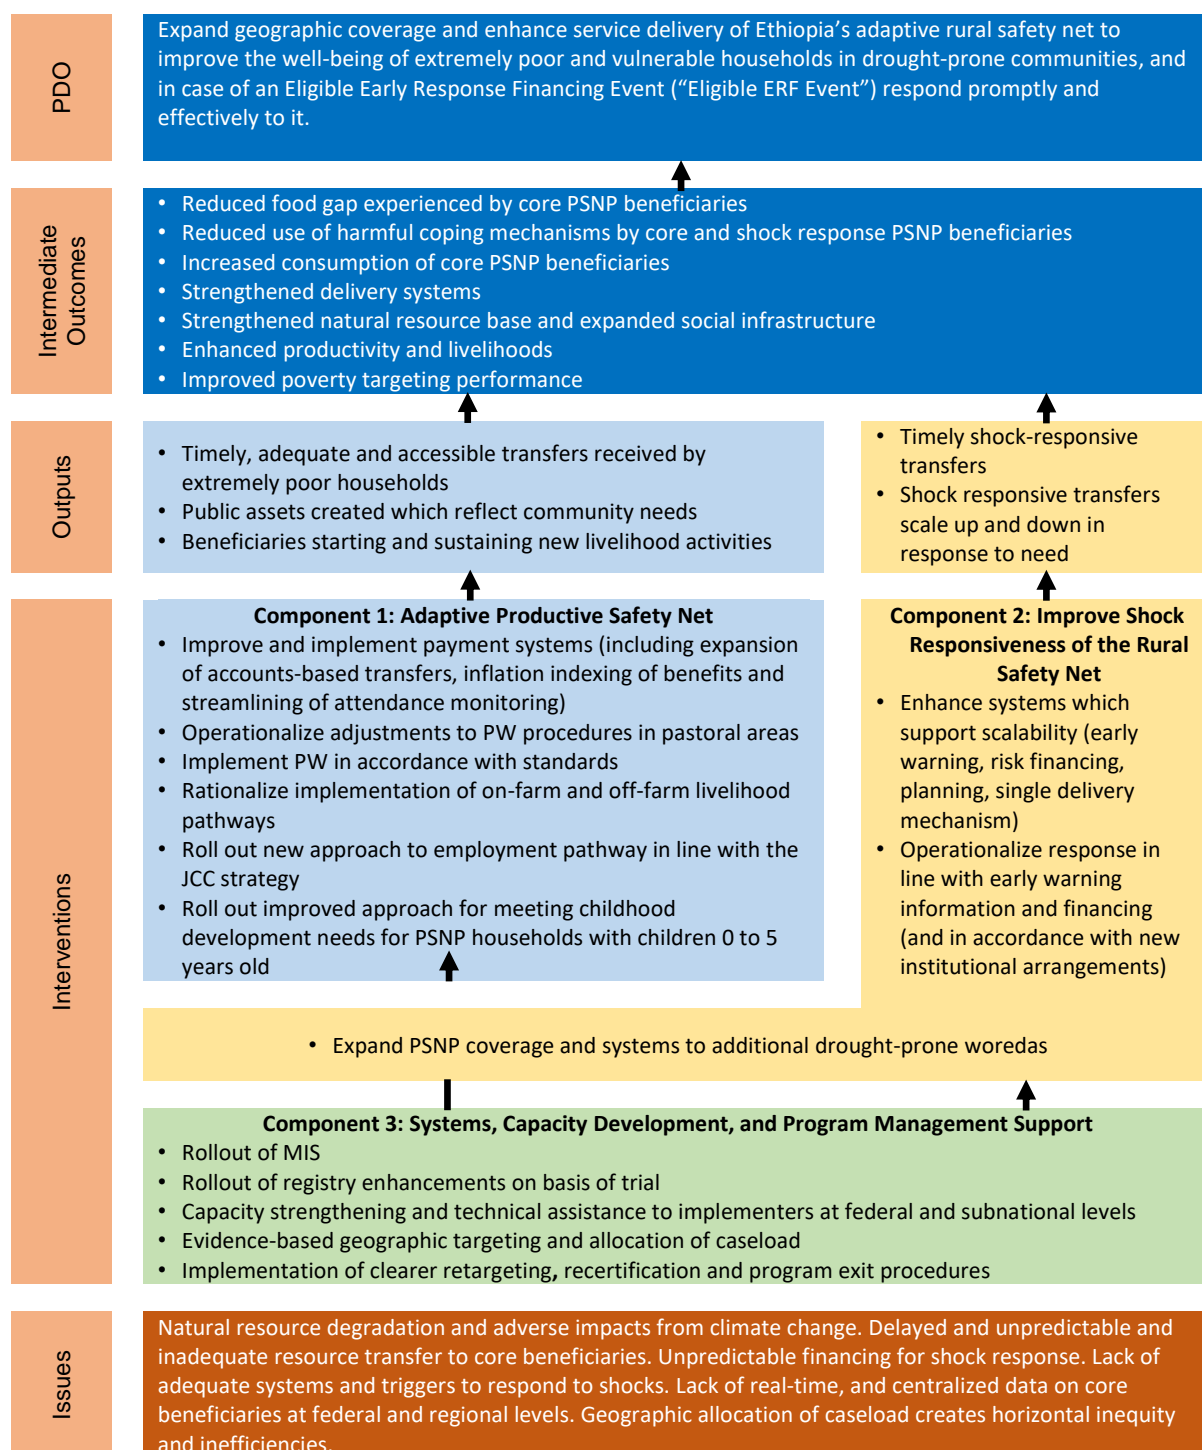 PDO
Expand geographic coverage and enhance service delivery of Ethiopia's adaptive rural safety net to
improve the well-being of extremely poor and vulnerable households in drought-prone communities, and
in case of an Eligible Early Response Financing Event (“Eligible ERF Event”) respond promptly and
effectively to it.
Intermediate
Outcomes
• Reduced food gap experienced by core PSNP beneficiaries
• Reduced use of harmful coping mechanisms by core and shock response PSNP beneficiaries
• Increased consumption of core PSNP beneficiaries
• Strengthened delivery systems
• Strengthened natural resource base and expanded social infrastructure
• Enhanced productivity and livelihoods
• Improved poverty targeting performance
Outputs
• Timely, adequate and accessible transfers received by
extremely poor households
• Public assets created which reflect community needs
• Beneficiaries starting and sustaining new livelihood activities
• Timely shock-responsive
transfers
• Shock responsive transfers
scale up and down in
response to need
Interventions
Component 1: Adaptive Productive Safety Net
• Improve and implement payment systems (including expansion
of accounts-based transfers, inflation indexing of benefits and
streamlining of attendance monitoring)
• Operationalize adjustments to PW procedures in pastoral areas
• Implement PW in accordance with standards
• Rationalize implementation of on-farm and off-farm livelihood
pathways
• Roll out new approach to employment pathway in line with the
JCC strategy
• Roll out improved approach for meeting childhood
development needs for PSNP households with children 0 to 5
years old
Component 2: Improve Shock
Responsiveness of the Rural
Safety Net
• Enhance systems which
support scalability (early
warning, risk financing,
planning, single delivery
mechanism)
• Operationalize response in
line with early warning
information and financing
(and in accordance with new
institutional arrangements)
• Expand PSNP coverage and systems to additional drought-prone woredas
Component 3: Systems, Capacity Development, and Program Management Support
• Rollout of MIS
• Rollout of registry enhancements on basis of trial
• Capacity strengthening and technical assistance to implementers at federal and subnational levels
• Evidence-based geographic targeting and allocation of caseload
• Implementation of clearer retargeting, recertification and program exit procedures
Issues
Natural resource degradation and adverse impacts from climate change. Delayed and unpredictable and
inadequate resource transfer to core beneficiaries. Unpredictable financing for shock response. Lack of
adequate systems and triggers to respond to shocks. Lack of real-time, and centralized data on core
beneficiaries at federal and regional levels. Geographic allocation of caseload creates horizontal inequity
and inefficiencies.